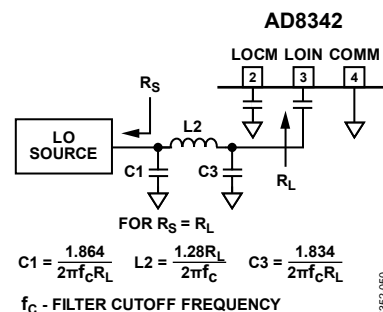 AD8342
LOCM LOIN COMM
2 3 4
RS
LO
SOURCE
L2
C1
C3
RL
FOR RS = RL
C1 = 1.864 / 2πfCRL L2 = 1.28RL / 2πfC C3 = 1.834 / 2πfCRL
fC - FILTER CUTOFF FREQUENCY